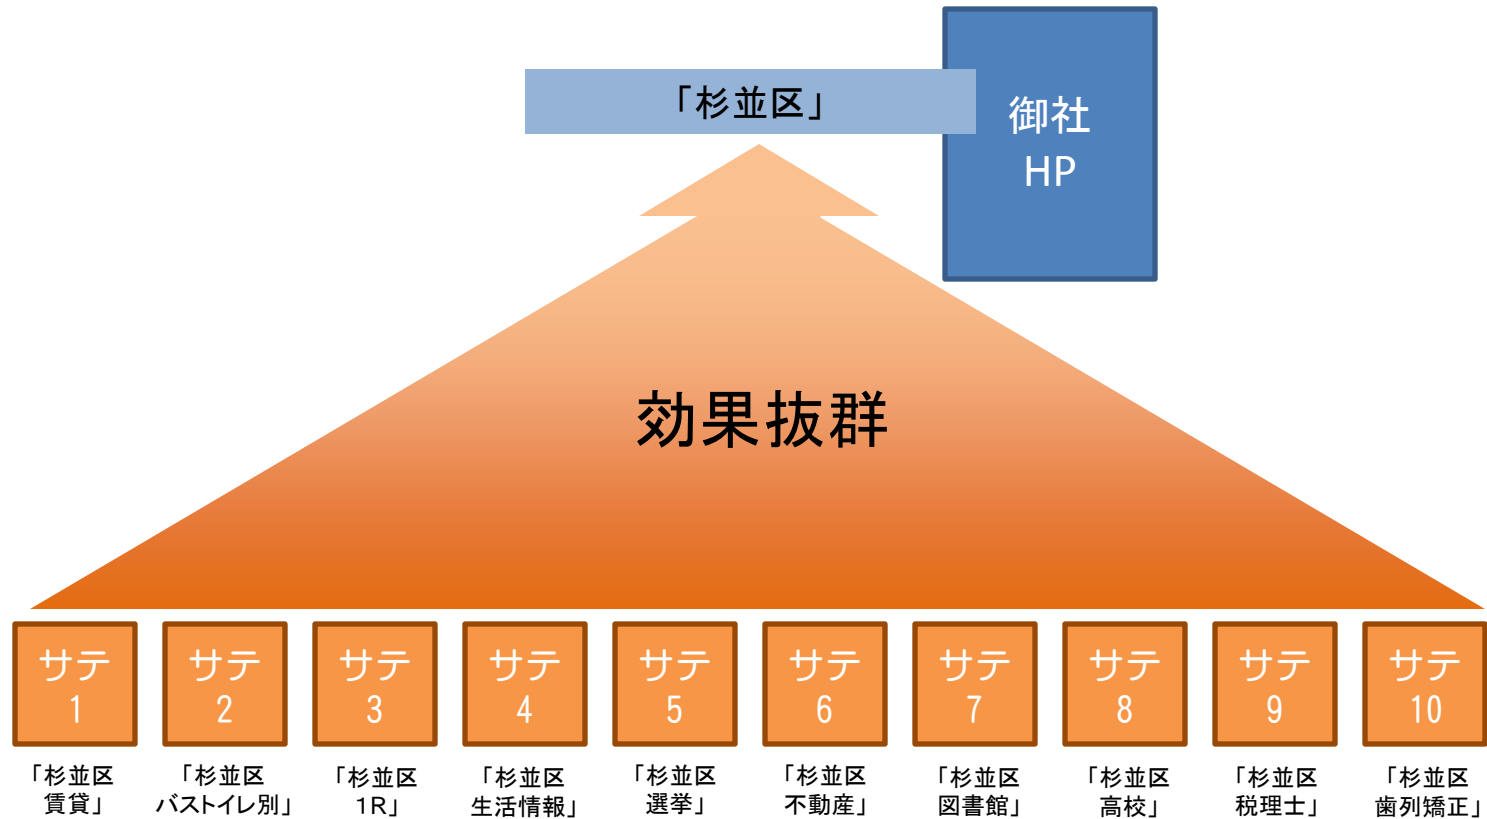 「杉並区」
御社
HP
効果抜群
サテ
1
サテ
2
サテ
3
サテ
4
サテ
5
サテ
6
サテ
7
サテ
8
サテ
9
サテ
10
「杉並区
賃貸」
「杉並区
バストイレ別」
「杉並区
1R」
「杉並区
生活情報」
「杉並区
選挙」
「杉並区
不動産」
「杉並区
図書館」
「杉並区
高校」
「杉並区
税理士」
「杉並区
歯列矯正」